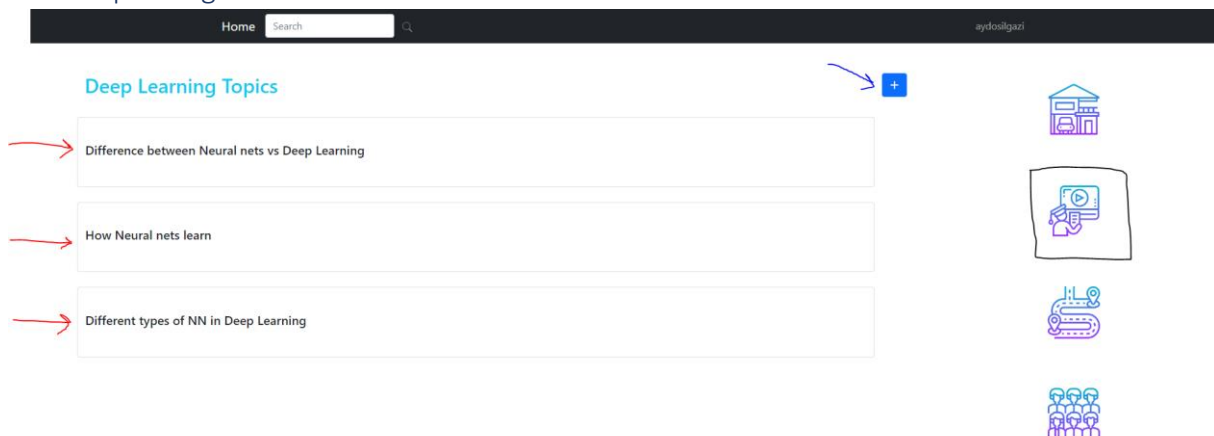 Home Search aydosilgazi
Deep Learning Topics +
Difference between Neural nets vs Deep Learning
How Neural nets learn
Different types of NN in Deep Learning